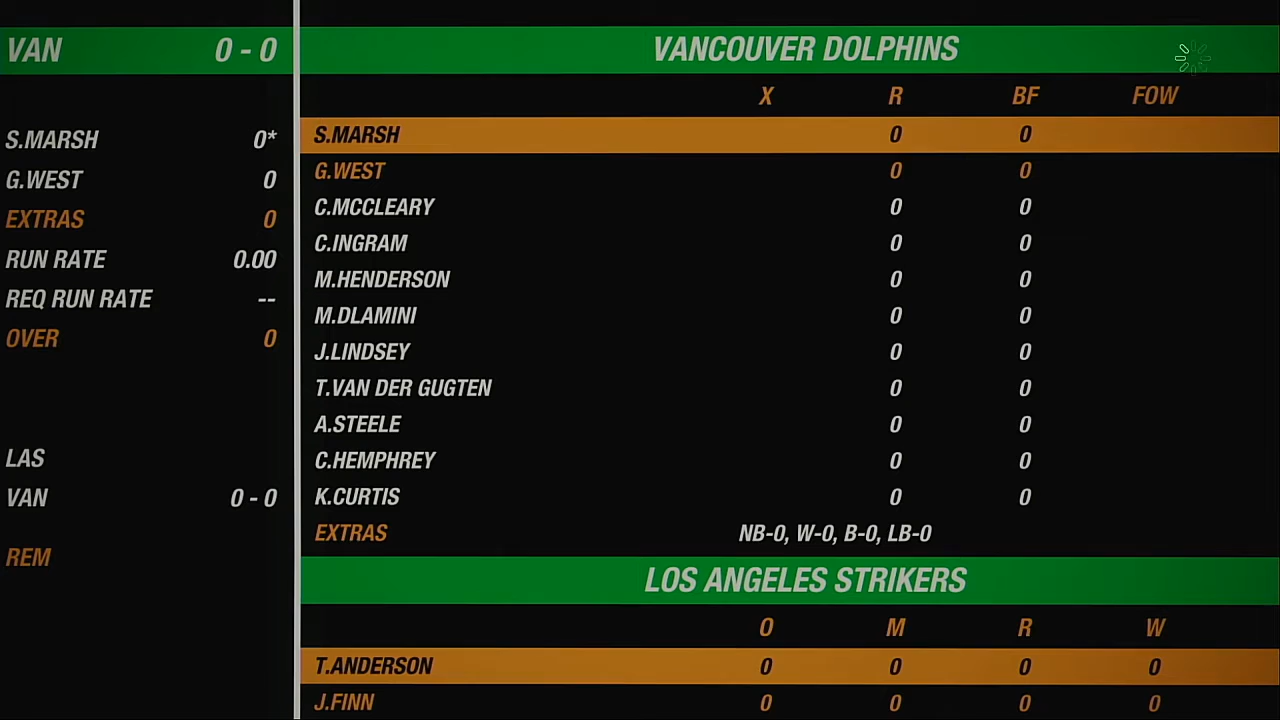 VAN 0 - 0
S.MARSH 0*
G.WEST 0
EXTRAS 0
RUN RATE 0.00
REQ RUN RATE --
OVER 0
LAS
VAN 0 - 0
REM
VANCOUVER DOLPHINS
X R BF FOW
S.MARSH 0 0
G.WEST 0 0
C.MCCLEARY 0 0
C.INGRAM 0 0
M.HENDERSON 0 0
M.DLAMINI 0 0
J.LINDSEY 0 0
T.VAN DER GUGTEN 0 0
A.STEELE 0 0
C.HEMPHREY 0 0
K.CURTIS 0 0
EXTRAS NB-0, W-0, B-0, LB-0
LOS ANGELES STRIKERS
O M R W
T.ANDERSON 0 0 0 0
J.FINN 0 0 0 0